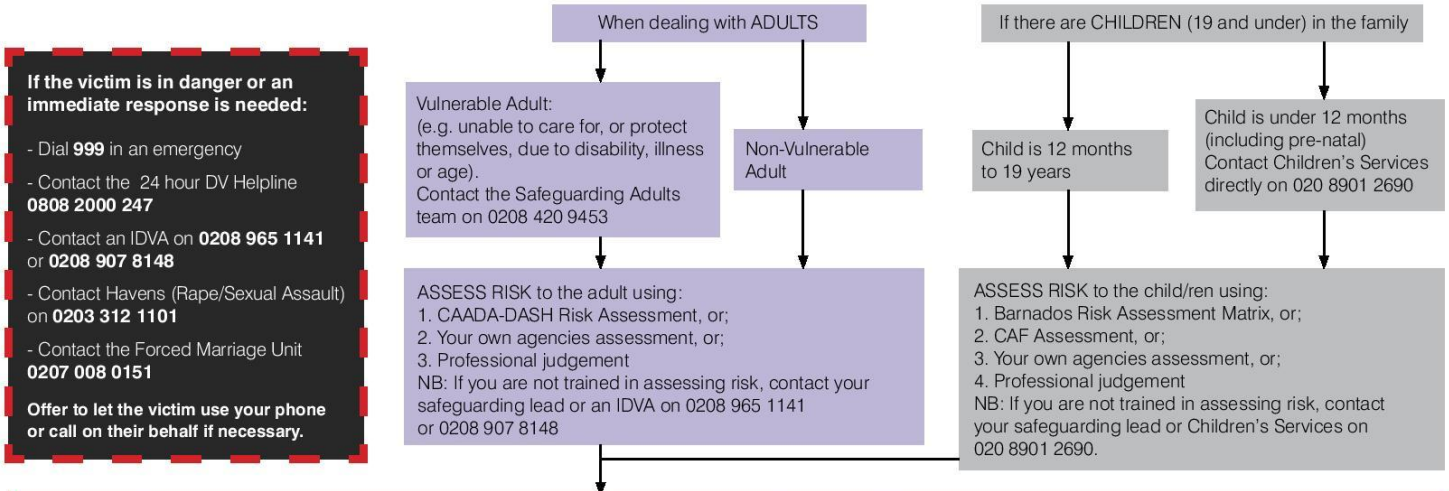 If the victim is in danger or an
immediate response is needed:
- Dial 999 in an emergency
- Contact the 24 hour DV Helpline
0808 2000 247
- Contact an IDVA on 0208 965 1141
or 0208 907 8148
- Contact Havens (Rape/Sexual Assault)
on 0203 312 1101
- Contact the Forced Marriage Unit
0207 008 0151
Offer to let the victim use your phone
or call on their behalf if necessary.
When dealing with ADULTS
Vulnerable Adult:
(e.g. unable to care for, or protect
themselves, due to disability, illness
or age).
Contact the Safeguarding Adults
team on 0208 420 9453
Non-Vulnerable
Adult
ASSESS RISK to the adult using:
1. CAADA-DASH Risk Assessment, or;
2. Your own agencies assessment, or;
3. Professional judgement
NB: If you are not trained in assessing risk, contact your
safeguarding lead or an IDVA on 0208 965 1141
or 0208 907 8148
If there are CHILDREN (19 and under) in the family
Child is 12 months
to 19 years
Child is under 12 months
(including pre-natal)
Contact Children's Services
directly on 020 8901 2690
ASSESS RISK to the child/ren using:
1. Barnados Risk Assessment Matrix, or;
2. CAF Assessment, or;
3. Your own agencies assessment, or;
4. Professional judgement
NB: If you are not trained in assessing risk, contact
your safeguarding lead or Children's Services on
020 8901 2690.